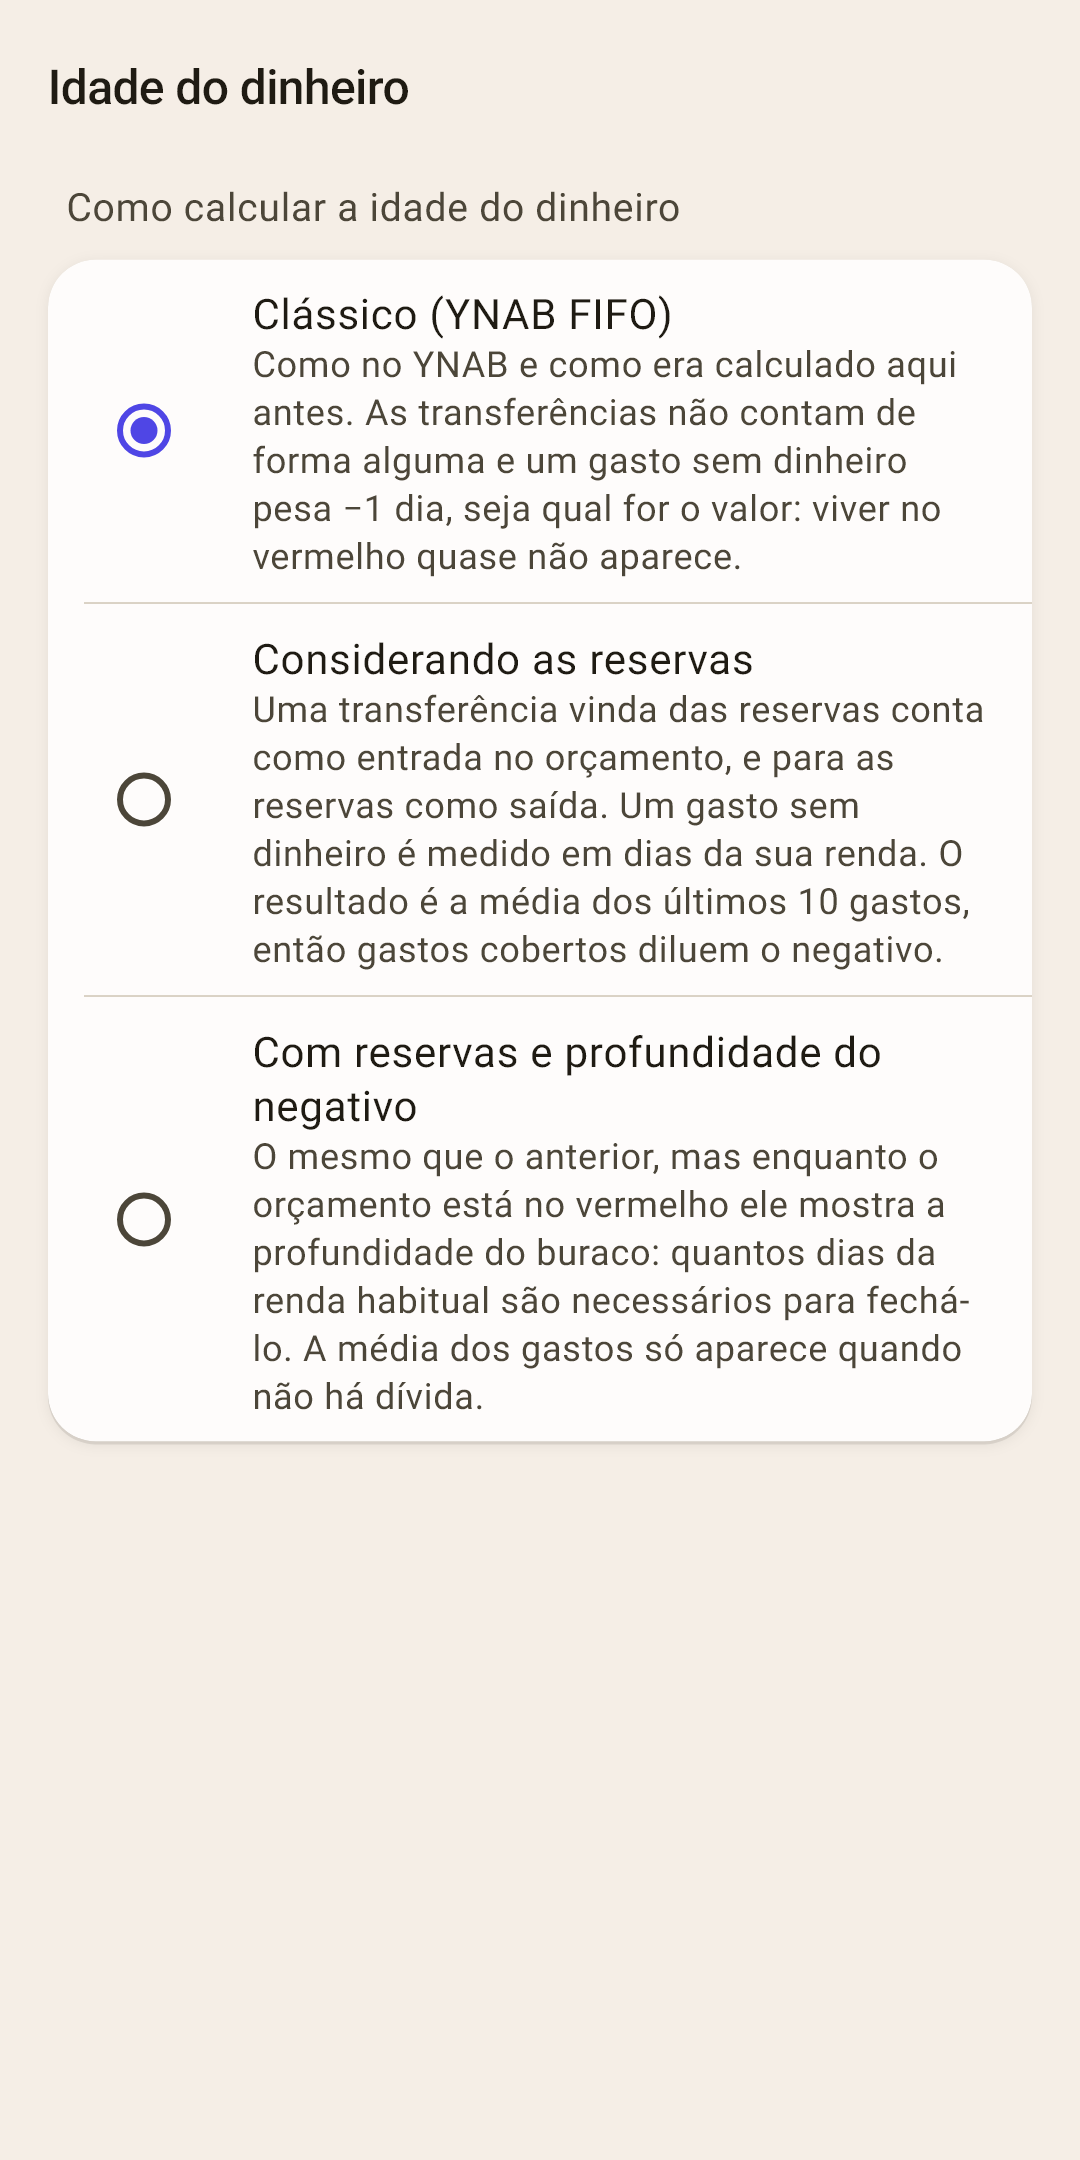 Idade do dinheiro
Como calcular a idade do dinheiro
Clássico (YNAB FIFO)
Como no YNAB e como era calculado aqui
antes. As transferências não contam de
forma alguma e um gasto sem dinheiro
pesa −1 dia, seja qual for o valor: viver no
vermelho quase não aparece.
Considerando as reservas
Uma transferência vinda das reservas conta
como entrada no orçamento, e para as
reservas como saída. Um gasto sem
dinheiro é medido em dias da sua renda. O
resultado é a média dos últimos 10 gastos,
então gastos cobertos diluem o negativo.
Com reservas e profundidade do
negativo
O mesmo que o anterior, mas enquanto o
orçamento está no vermelho ele mostra a
profundidade do buraco: quantos dias da
renda habitual são necessários para fechá-
lo. A média dos gastos só aparece quando
não há dívida.